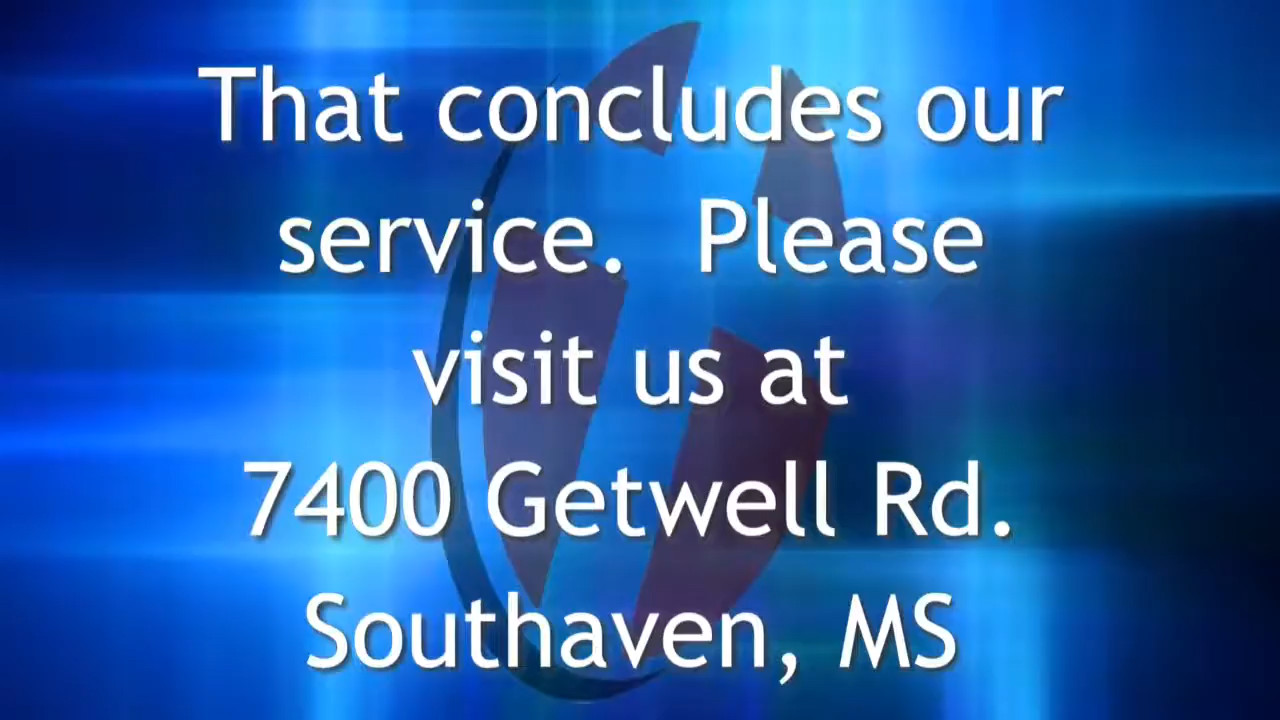 That concludes our
service.  Please
visit us at
7400 Getwell Rd.
Southaven, MS